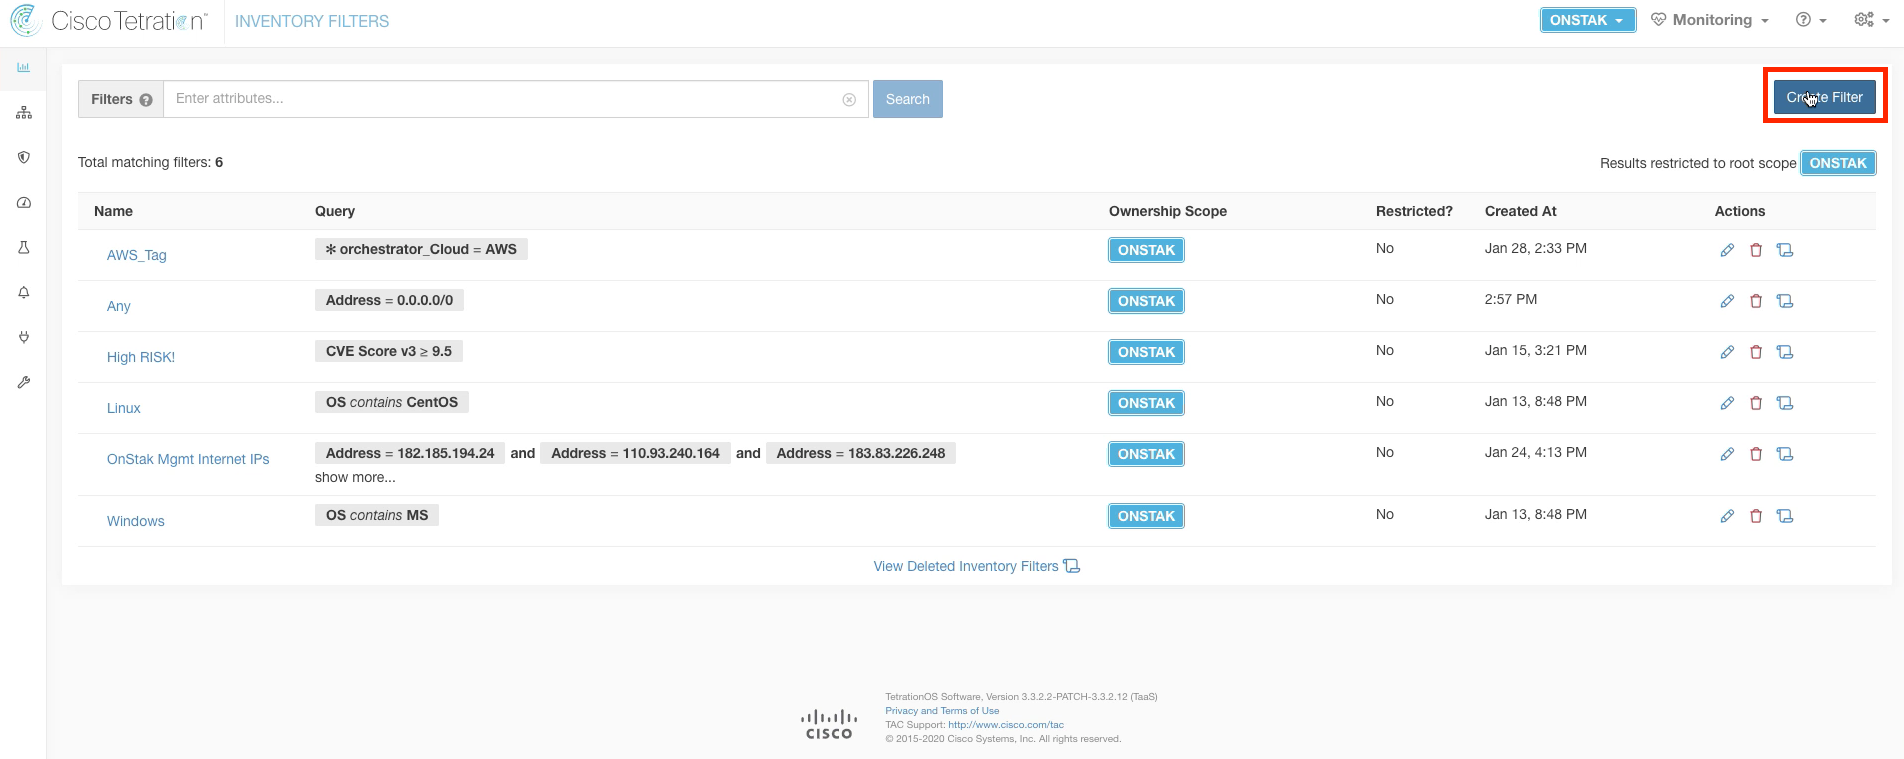 Cisco Tetration™ INVENTORY FILTERS ONSTAK Monitoring
Filters Enter attributes... Search Create Filter
Total matching filters: 6 Results restricted to root scope ONSTAK
Name Query Ownership Scope Restricted? Created At Actions
AWS_Tag ✻ orchestrator_Cloud = AWS ONSTAK No Jan 28, 2:33 PM
Any Address = 0.0.0.0/0 ONSTAK No 2:57 PM
High RISK! CVE Score v3 ≥ 9.5 ONSTAK No Jan 15, 3:21 PM
Linux OS contains CentOS ONSTAK No Jan 13, 8:48 PM
OnStak Mgmt Internet IPs Address = 182.185.194.24 and Address = 110.93.240.164 and Address = 183.83.226.248 ONSTAK No Jan 24, 4:13 PM
show more...
Windows OS contains MS ONSTAK No Jan 13, 8:48 PM
View Deleted Inventory Filters
CISCO
TetrationOS Software, Version 3.3.2.2-PATCH-3.3.2.12 (TaaS)
Privacy and Terms of Use
TAC Support: http://www.cisco.com/tac
© 2015-2020 Cisco Systems, Inc. All rights reserved.